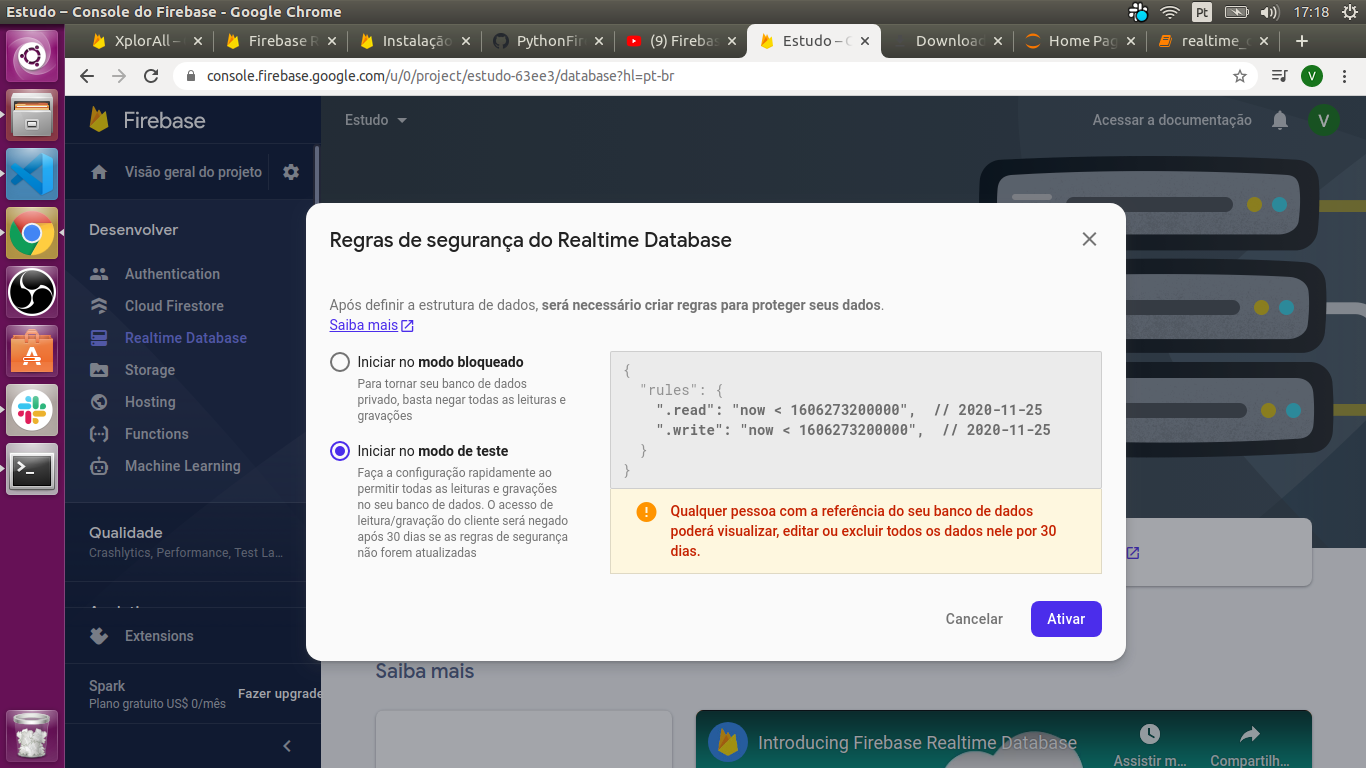 Estudo – Console do Firebase - Google Chrome
Pt
17:18
XplorAll –
Firebase R
Instalação
PythonFire
(9) Firebas
Estudo – C
Download
Home Pag
realtime_c
console.firebase.google.com/u/0/project/estudo-63ee3/database?hl=pt-br
V
Firebase
Estudo
Acessar a documentação
V
Visão geral do projeto
Desenvolver
Authentication
Cloud Firestore
Realtime Database
Storage
Hosting
Functions
Machine Learning
Qualidade
Crashlytics, Performance, Test La...
Extensions
Spark
Plano gratuito US$ 0/mês
Fazer upgrade
Regras de segurança do Realtime Database
Após definir a estrutura de dados, será necessário criar regras para proteger seus dados.
Saiba mais
Iniciar no modo bloqueado
Para tornar seu banco de dados
privado, basta negar todas as leituras e
gravações
Iniciar no modo de teste
Faça a configuração rapidamente ao
permitir todas as leituras e gravações
no seu banco de dados. O acesso de
leitura/gravação do cliente será negado
após 30 dias se as regras de segurança
não forem atualizadas
{
"rules": {
".read": "now < 1606273200000",  // 2020-11-25
".write": "now < 1606273200000",  // 2020-11-25
}
}
Qualquer pessoa com a referência do seu banco de dados
poderá visualizar, editar ou excluir todos os dados nele por 30
dias.
Cancelar
Ativar
Saiba mais
Introducing Firebase Realtime Database
Assistir m...
Compartilh...